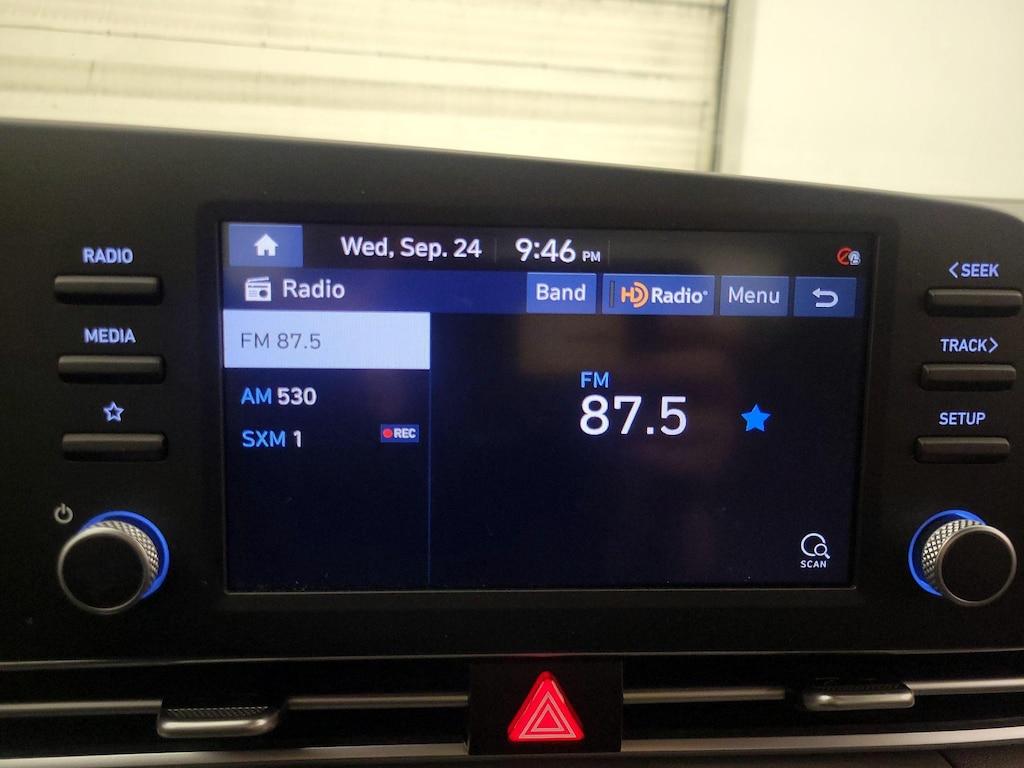 RADIO
MEDIA
Wed, Sep. 24 9:46 PM
Radio
Band
HD Radio®
Menu
FM 87.5
AM 530
SXM 1
REC
FM
87.5
SCAN
<SEEK
TRACK>
SETUP